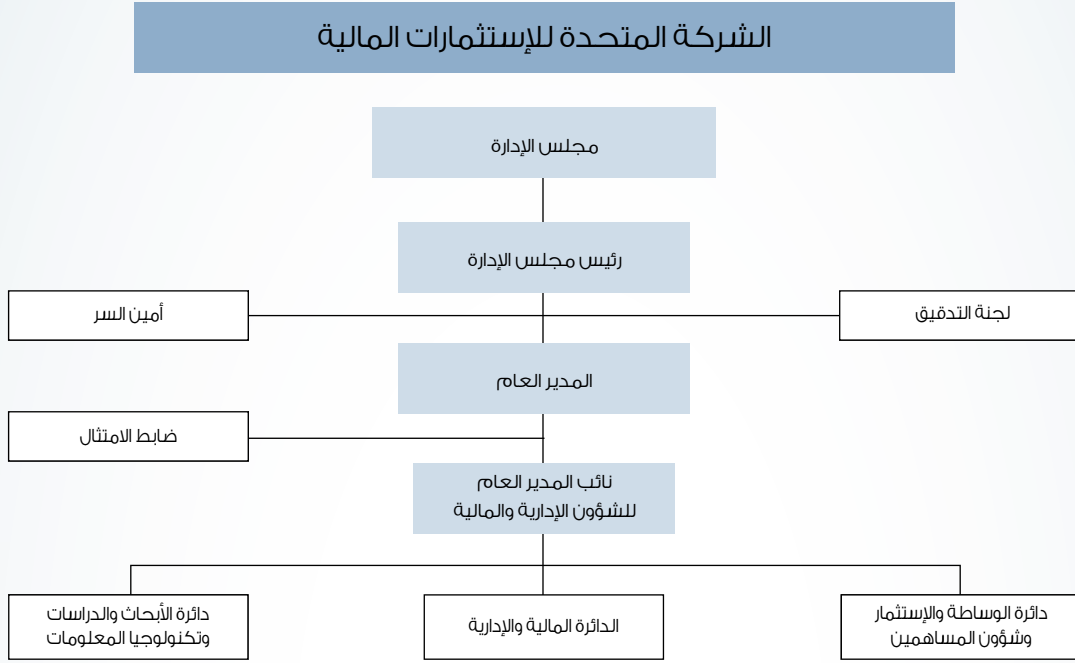 الشركة المتحدة للإستثمارات المالية
مجلس الإدارة
رئيس مجلس الإدارة
لجنة التدقيق
أمين السر
المدير العام
ضابط الامتثال
نائب المدير العام
للشؤون الإدارية والمالية
دائرة الوساطة والإستثمار
وشؤون المساهمين
الدائرة المالية والإدارية
دائرة الأبحاث والدراسات
وتكنولوجيا المعلومات